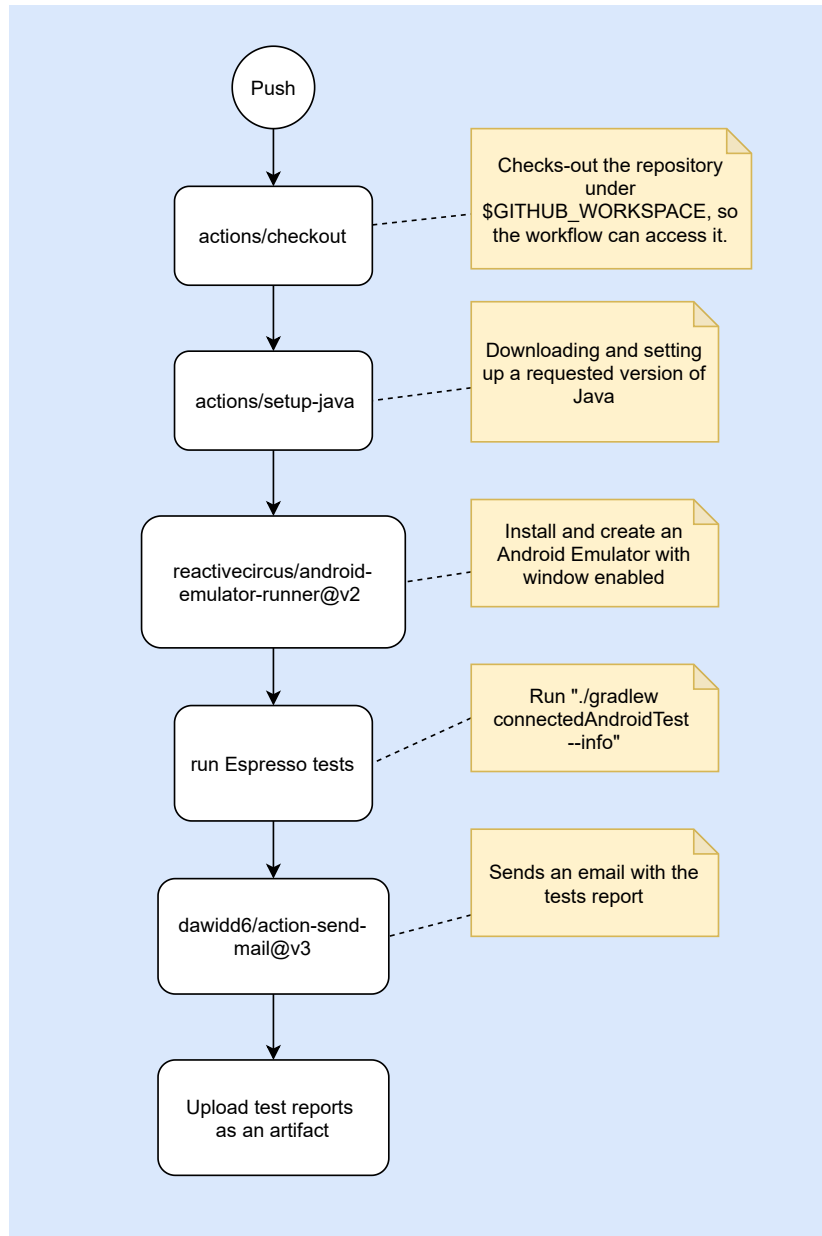 Push
actions/checkout
Checks-out the repository
under
$GITHUB_WORKSPACE, so
the workflow can access it.
actions/setup-java
Downloading and setting
up a requested version of
Java
reactivecircus/android-
emulator-runner@v2
Install and create an
Android Emulator with
window enabled
run Espresso tests
Run "./gradlew
connectedAndroidTest
--info"
dawidd6/action-send-
mail@v3
Sends an email with the
tests report
Upload test reports
as an artifact